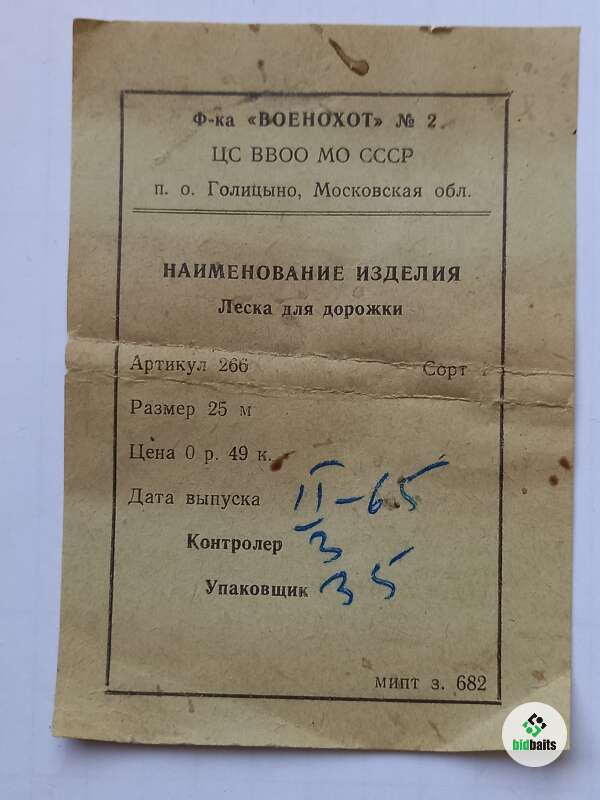 Ф-ка «ВОЕНОХОТ» № 2
ЦС ВВОО МО СССР
п. о. Голицыно, Московская обл.
НАИМЕНОВАНИЕ ИЗДЕЛИЯ
Леска для дорожки
Артикул 266 Сорт
Размер 25 м
Цена 0 р. 49 к.
Дата выпуска II-65
Контролер 3
Упаковщик 35
МИПТ з. 682
bidbaits